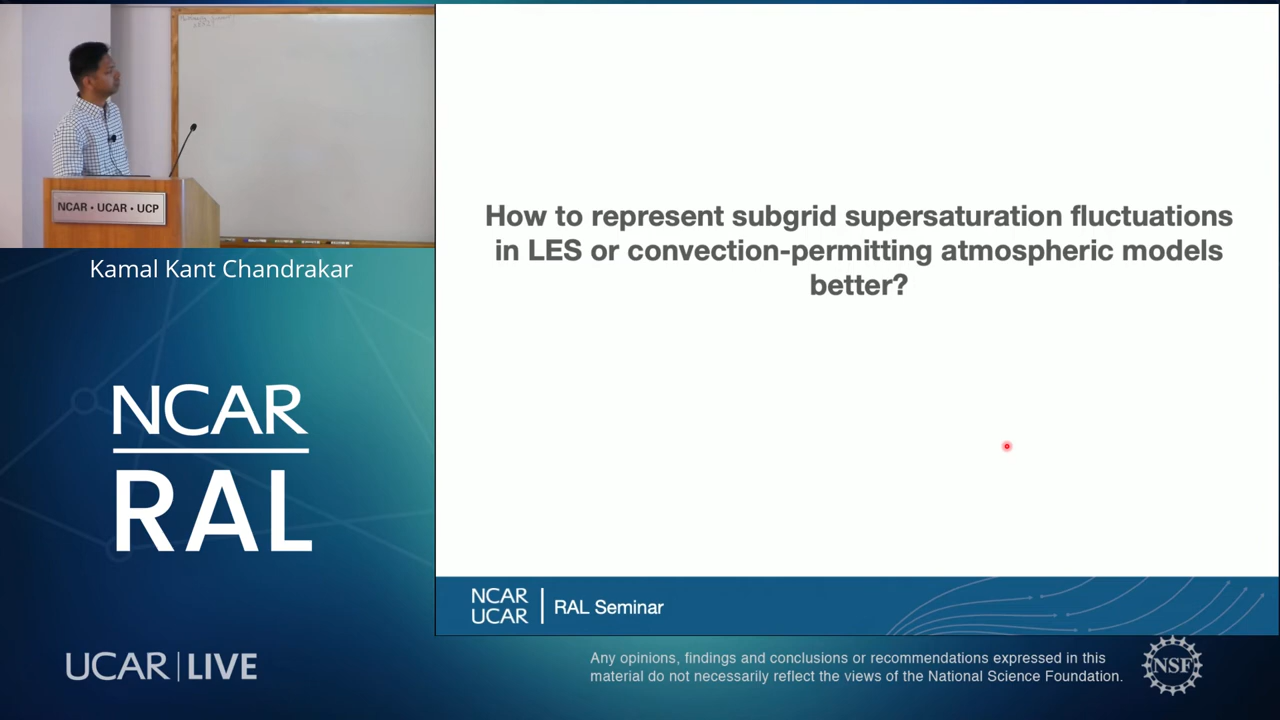 NCAR • UCAR • UCP
Kamal Kant Chandrakar
NCAR
RAL
UCAR | LIVE
How to represent subgrid supersaturation fluctuations
in LES or convection-permitting atmospheric models
better?
NCAR
UCAR
RAL Seminar
Any opinions, findings and conclusions or recommendations expressed in this
material do not necessarily reflect the views of the National Science Foundation.
NSF